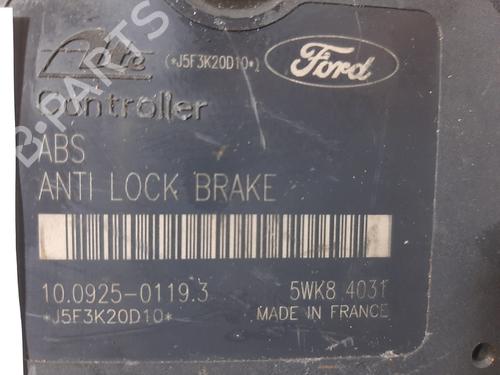 Ate (*J5F3K20D10*) Ford
Controller
ABS
ANTI LOCK BRAKE
10.0925-0119.3 5WK8 4031
*J5F3K20D10* MADE IN FRANCE
B-PARTS